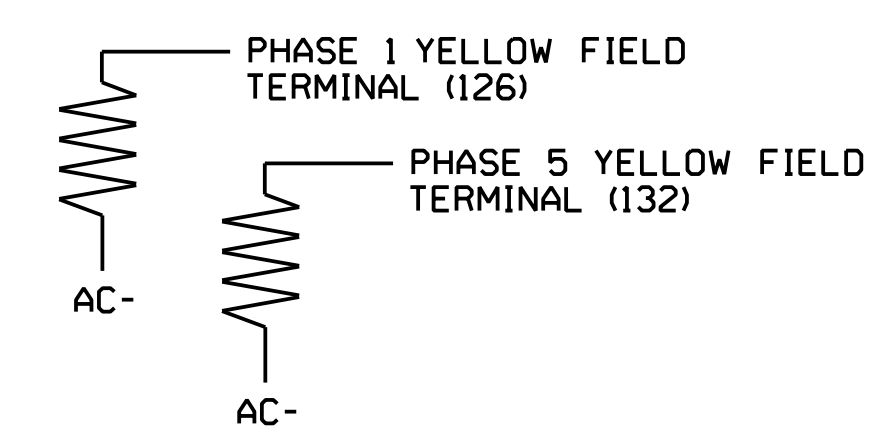 PHASE 1 YELLOW FIELD
TERMINAL (126)
PHASE 5 YELLOW FIELD
TERMINAL (132)
AC-
AC-